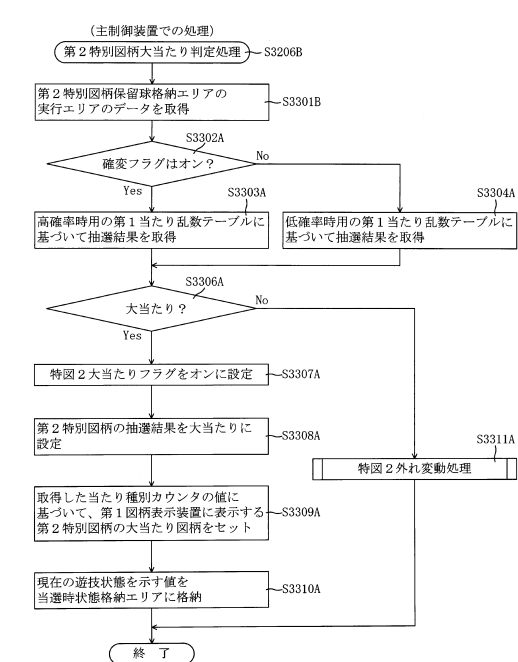 (主制御装置での処理)
第2特別図柄大当たり判定処理
S3206B
第2特別図柄保留球格納エリアの
実行エリアのデータを取得
S3301B
S3302A
確変フラグはオン?
No
Yes
S3303A
S3304A
高確率時用の第1当たり乱数テーブルに
基づいて抽選結果を取得
低確率時用の第1当たり乱数テーブルに
基づいて抽選結果を取得
S3306A
大当たり?
No
Yes
特図2大当たりフラグをオンに設定
S3307A
第2特別図柄の抽選結果を大当たりに
設定
S3308A
S3311A
特図2外れ変動処理
取得した当たり種別カウンタの値に
基づいて、第1図柄表示装置に表示する
第2特別図柄の大当たり図柄をセット
S3309A
現在の遊技状態を示す値を
当選時状態格納エリアに格納
S3310A
終 了